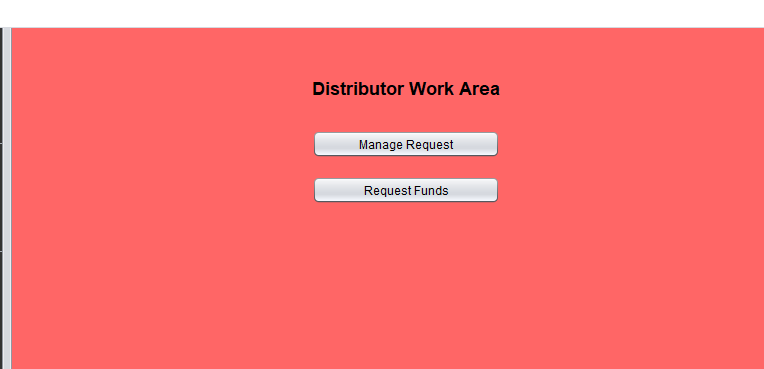 Distributor Work Area
Manage Request
Request Funds